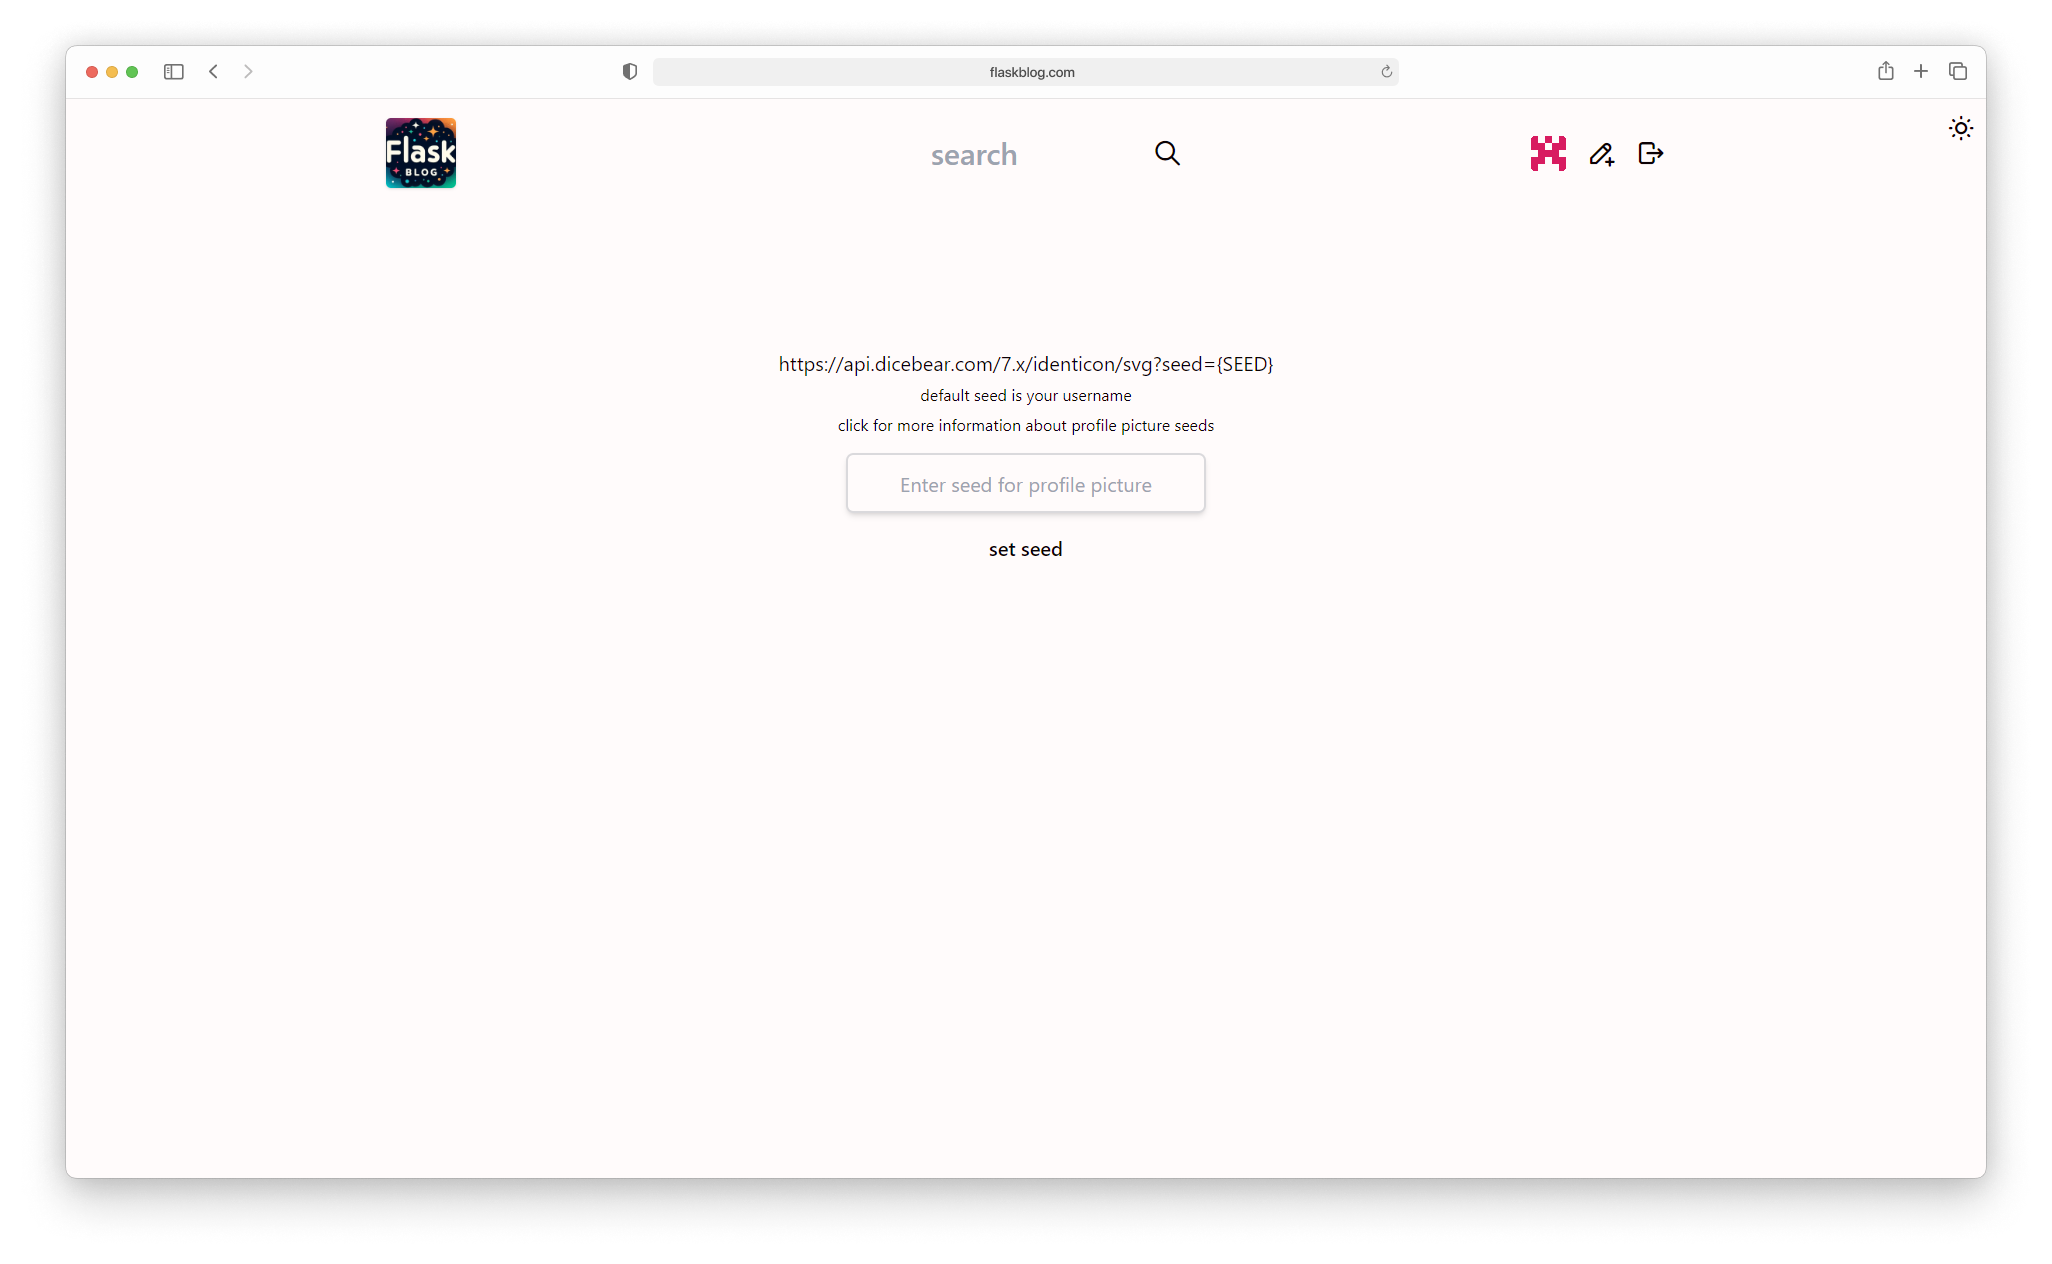 flaskblog.com
Flask
BLOG
search
https://api.dicebear.com/7.x/identicon/svg?seed={SEED}
default seed is your username
click for more information about profile picture seeds
Enter seed for profile picture
set seed